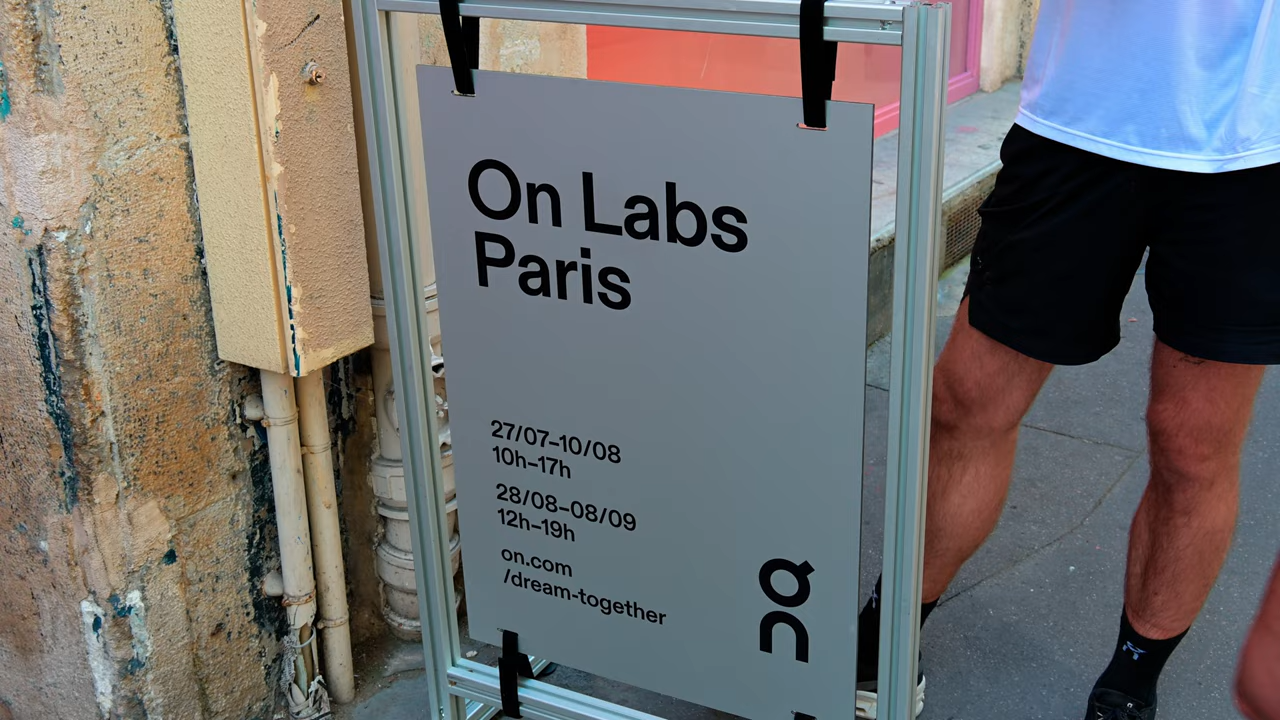 On Labs
Paris
27/07–10/08
10h–17h
28/08–08/09
12h–19h
on.com
/dream-together